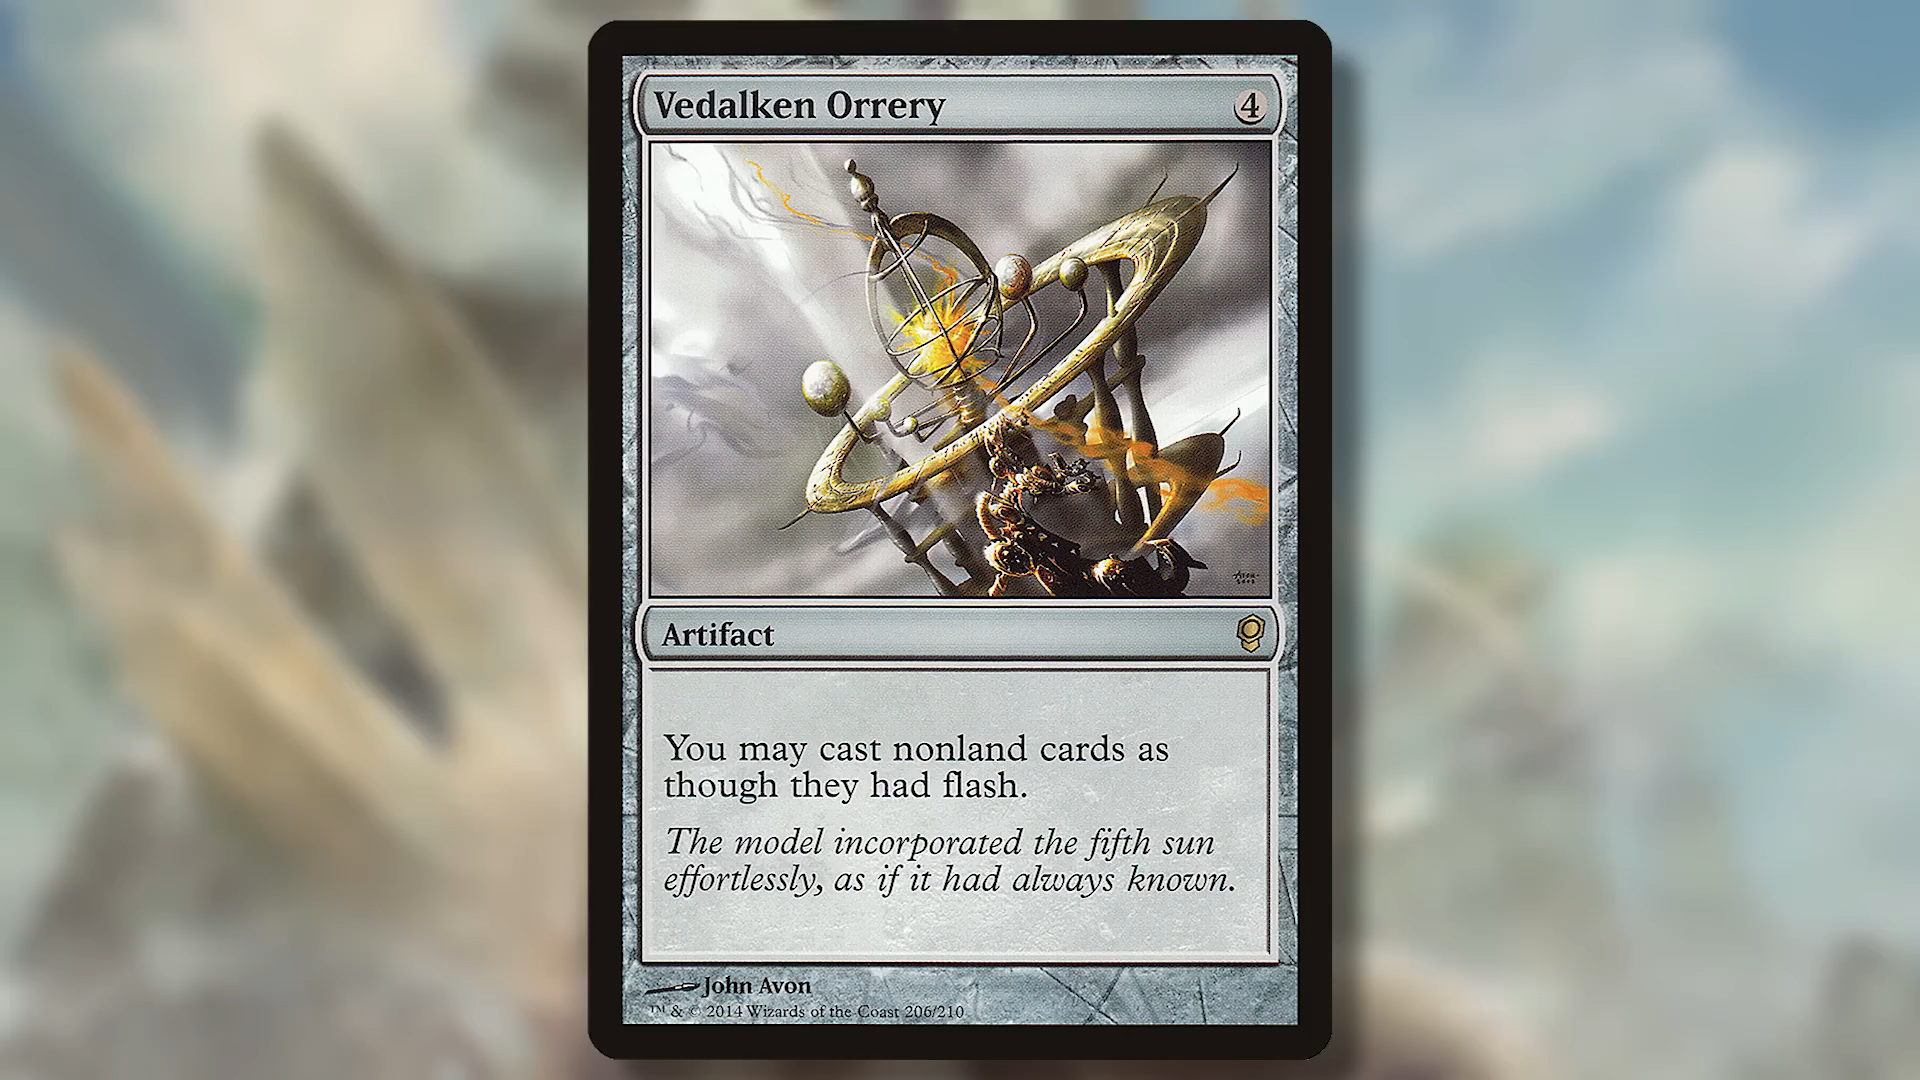 Vedalken Orrery 4
Artifact
You may cast nonland cards as
though they had flash.
The model incorporated the fifth sun
effortlessly, as if it had always known.
John Avon
™ & © 2014 Wizards of the Coast 206/210